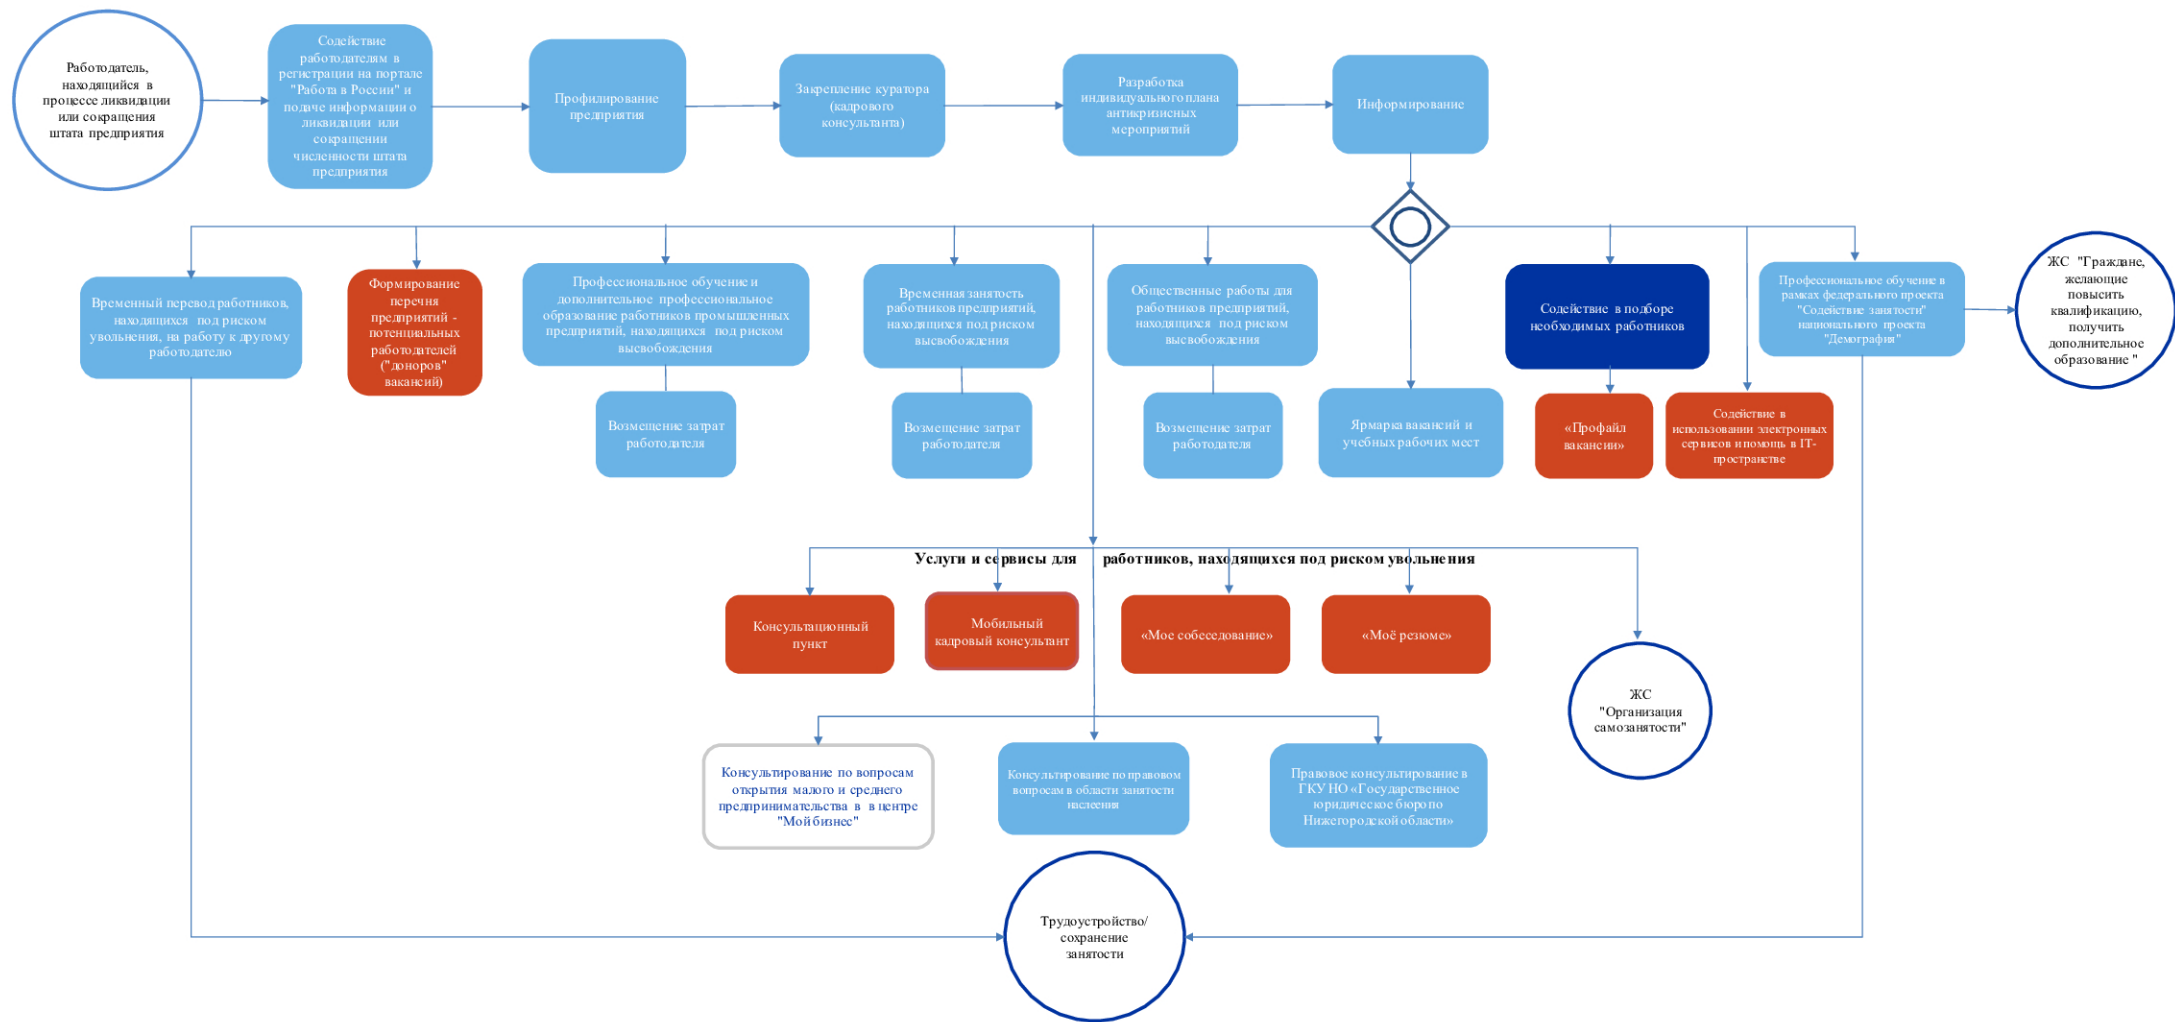 Работодатель,
находящийся в
процессе ликвидации
или сокращения
штата предприятия
Содействие
работодателям в
регистрации на портале
"Работа в России" и
подаче информации о
ликвидации или
сокращении
численности штата
предприятия
Профилирование
предприятия
Закрепление куратора
(кадрового
консультанта)
Разработка
индивидуального плана
антикризисных
мероприятий
Информирование
Временный перевод работников,
находящихся под риском
увольнения, на работу к другому
работодателю
Формирование
перечня
предприятий -
потенциальных
работодателей
("доноров"
вакансий)
Профессиональное обучение и
дополнительное профессиональное
образование работников промышленных
предприятий, находящихся под риском
высвобождения
Временная занятость
работников предприятий,
находящихся под риском
высвобождения
Общественные работы для
работников предприятий,
находящихся под риском
высвобождения
Содействие в подборе
необходимых работников
Профессиональное обучение в
рамках федерального проекта
"Содействие занятости"
национального проекта
"Демография"
ЖС "Граждане,
желающие
повысить
квалификацию,
получить
дополнительное
образование "
Возмещение затрат
работодателя
Возмещение затрат
работодателя
Возмещение затрат
работодателя
Ярмарка вакансий и
учебных рабочих мест
«Профайл
вакансии»
Содействие в
использовании электронных
сервисов и помощь в IT-
пространстве
Услуги и сервисы для работников, находящихся под риском увольнения
Консультационный
пункт
Мобильный
кадровый консультант
«Мое собеседование»
«Моё резюме»
ЖС
"Организация
самозанятости"
Консультирование по вопросам
открытия малого и среднего
предпринимательства в в центре
"Мой бизнес"
Консультирование по правовом
вопросам в области занятости
наслеения
Правовое консультирование в
ГКУ НО «Государственное
юридическое бюро по
Нижегородской области»
Трудоустройство/
сохранение
занятости